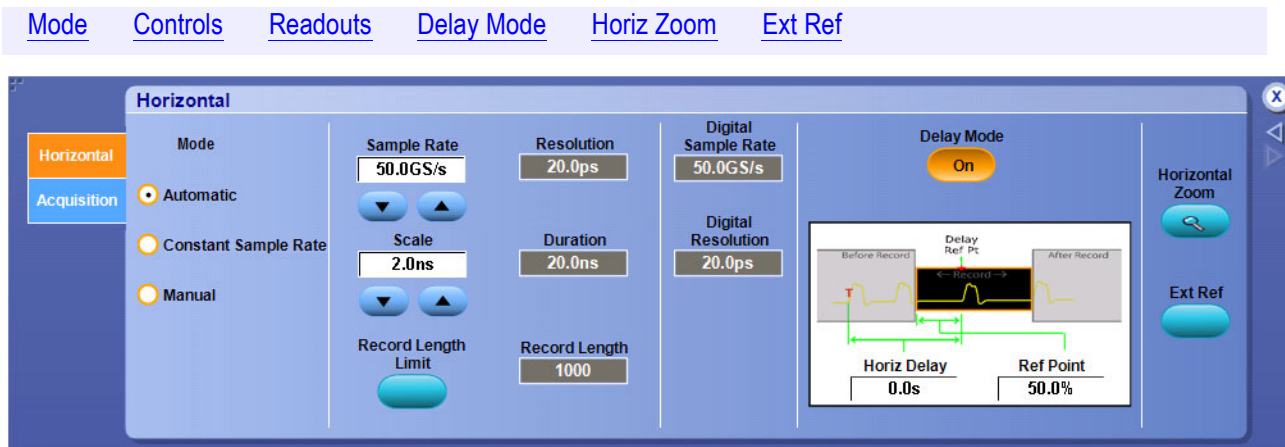 Mode Controls Readouts Delay Mode Horiz Zoom Ext Ref
Horizontal
X
Horizontal
Acquisition
Mode
Automatic
Constant Sample Rate
Manual
Sample Rate
50.0GS/s
Scale
2.0ns
Record Length
Limit
Resolution
20.0ps
Duration
20.0ns
Record Length
1000
Digital
Sample Rate
50.0GS/s
Digital
Resolution
20.0ps
Delay Mode
On
Delay
Ref Pt
Before Record
After Record
←Record→
T
Horiz Delay
0.0s
Ref Point
50.0%
Horizontal
Zoom
Ext Ref